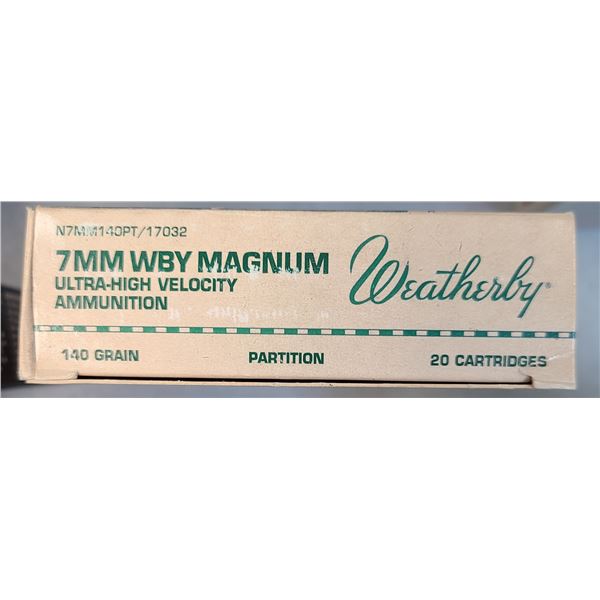 N7MM140PT/17032
7MM WBY MAGNUM
ULTRA-HIGH VELOCITY
AMMUNITION
Weatherby®
140 GRAIN PARTITION 20 CARTRIDGES